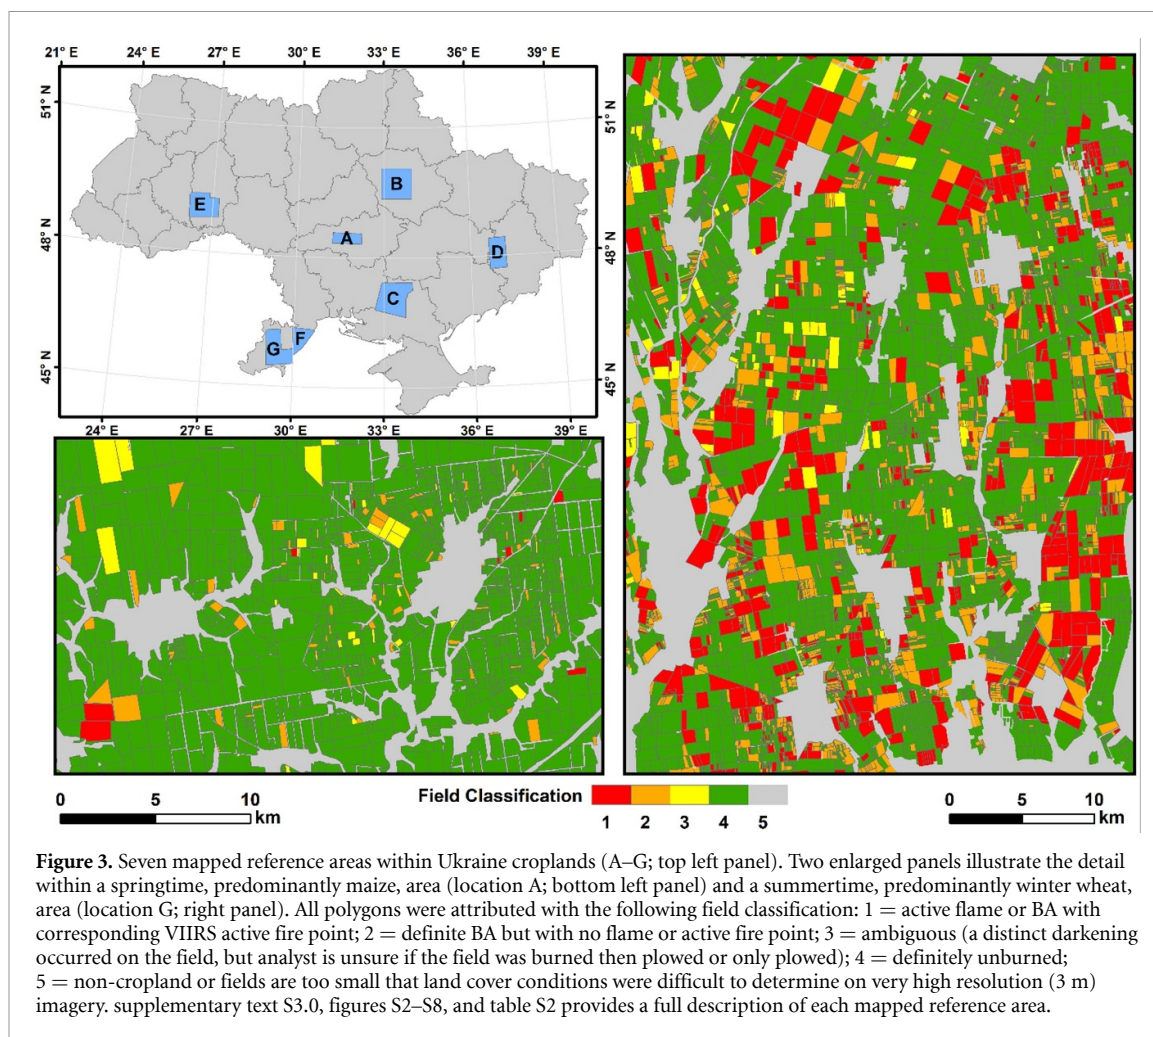 21° E 24° E 27° E 30° E 33° E 36° E 39° E
51° N
48° N
45° N
51° N
48° N
45° N
A
B
C
D
E
F
G
24° E 27° E 30° E 33° E 36° E 39° E
0 5 10
km
Field Classification
1 2 3 4 5
0 5 10
km
Figure 3. Seven mapped reference areas within Ukraine croplands (A–G; top left panel). Two enlarged panels illustrate the detail
within a springtime, predominantly maize, area (location A; bottom left panel) and a summertime, predominantly winter wheat,
area (location G; right panel). All polygons were attributed with the following field classification: 1 = active flame or BA with
corresponding VIIRS active fire point; 2 = definite BA but with no flame or active fire point; 3 = ambiguous (a distinct darkening
occurred on the field, but analyst is unsure if the field was burned then plowed or only plowed); 4 = definitely unburned;
5 = non-cropland or fields are too small that land cover conditions were difficult to determine on very high resolution (3 m)
imagery. supplementary text S3.0, figures S2–S8, and table S2 provides a full description of each mapped reference area.